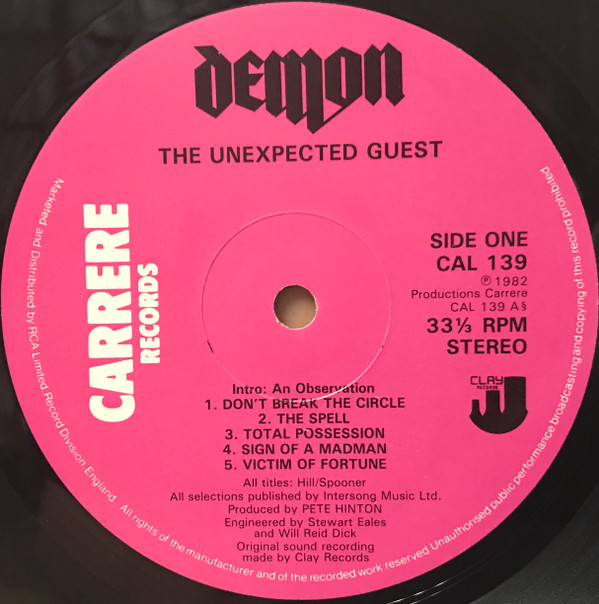 DEMON
THE UNEXPECTED GUEST
CARRERE
RECORDS
SIDE ONE
CAL 139
Ⓟ 1982
Productions Carrere
CAL 139 A§
33⅓ RPM
STEREO
CLAY
RECORDS
Intro: An Observation
1. DON'T BREAK THE CIRCLE
2. THE SPELL
3. TOTAL POSSESSION
4. SIGN OF A MADMAN
5. VICTIM OF FORTUNE
All titles: Hill/Spooner
All selections published by Intersong Music Ltd.
Produced by PETE HINTON
Engineered by Stewart Eales
and Will Reid Dick
Original sound recording
made by Clay Records
Marketed and Distributed by RCA Limited Record Division England
All rights of the manufacturer and of the recorded work reserved Unauthorised public performance broadcasting and copying of this record prohibited